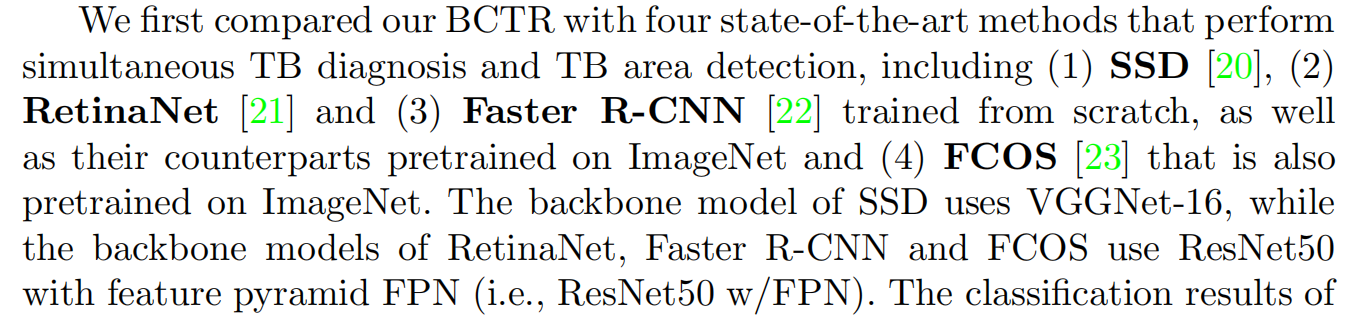 We first compared our BCTR with four state-of-the-art methods that perform
simultaneous TB diagnosis and TB area detection, including (1) SSD [20], (2)
RetinaNet [21] and (3) Faster R-CNN [22] trained from scratch, as well
as their counterparts pretrained on ImageNet and (4) FCOS [23] that is also
pretrained on ImageNet. The backbone model of SSD uses VGGNet-16, while
the backbone models of RetinaNet, Faster R-CNN and FCOS use ResNet50
with feature pyramid FPN (i.e., ResNet50 w/FPN). The classification results of